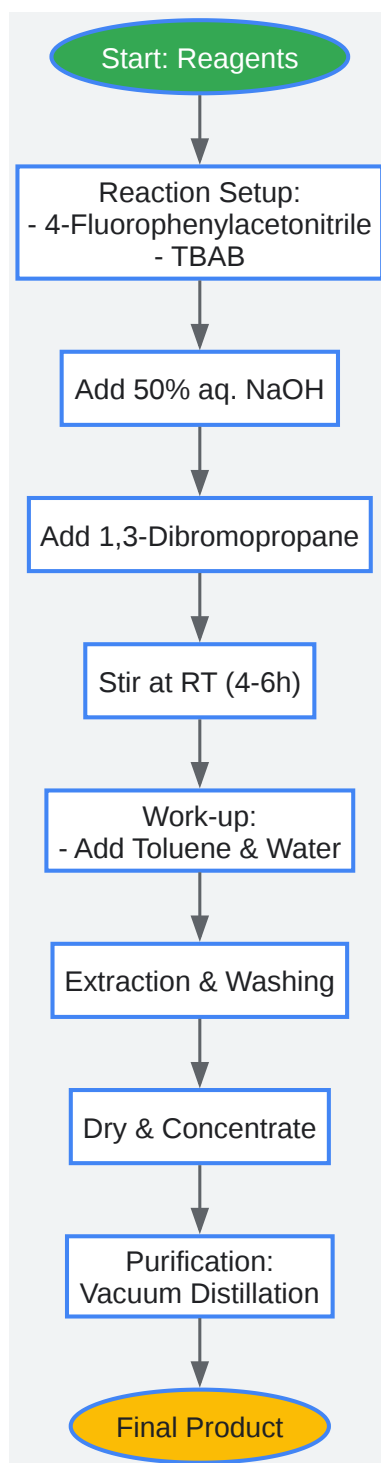 Start: Reagents
Reaction Setup:
- 4-Fluorophenylacetonitrile
- TBAB
Add 50% aq. NaOH
Add 1,3-Dibromopropane
Stir at RT (4-6h)
Work-up:
- Add Toluene & Water
Extraction & Washing
Dry & Concentrate
Purification:
Vacuum Distillation
Final Product